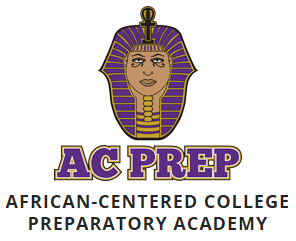 AC PREP
AFRICAN-CENTERED COLLEGE
PREPARATORY ACADEMY